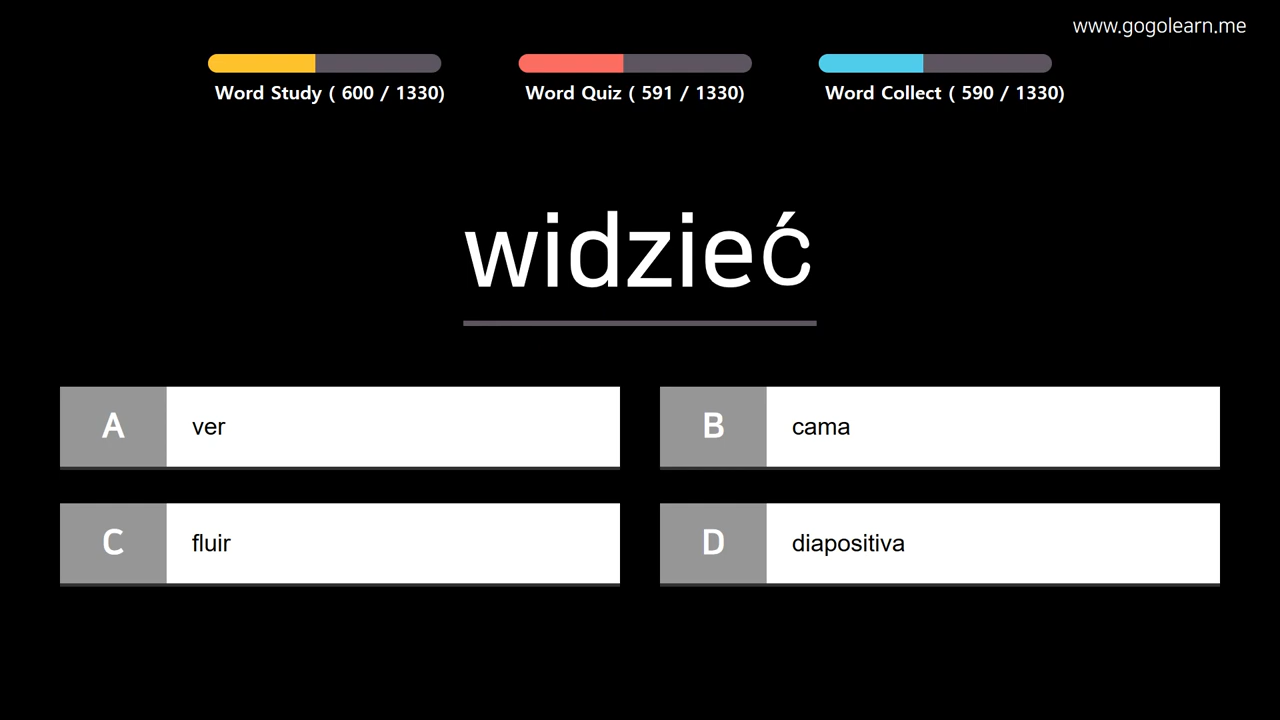 www.gogolearn.me
Word Study ( 600 / 1330)
Word Quiz ( 591 / 1330)
Word Collect ( 590 / 1330)
widzieć
A ver
B cama
C fluir
D diapositiva